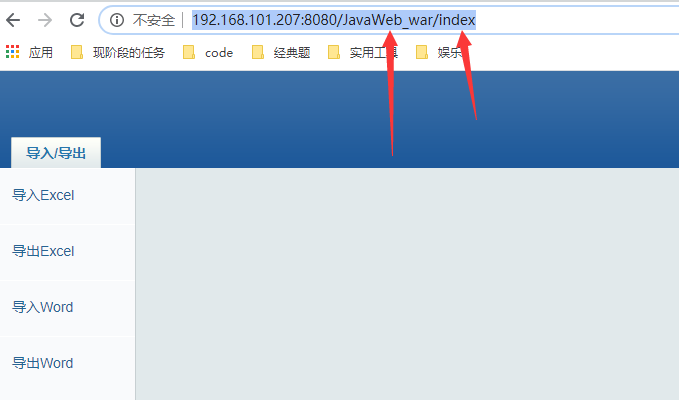 不安全 192.168.101.207:8080/JavaWeb_war/index
应用 现阶段的任务 code 经典题 实用工具 娱乐
导入/导出
导入Excel
导出Excel
导入Word
导出Word